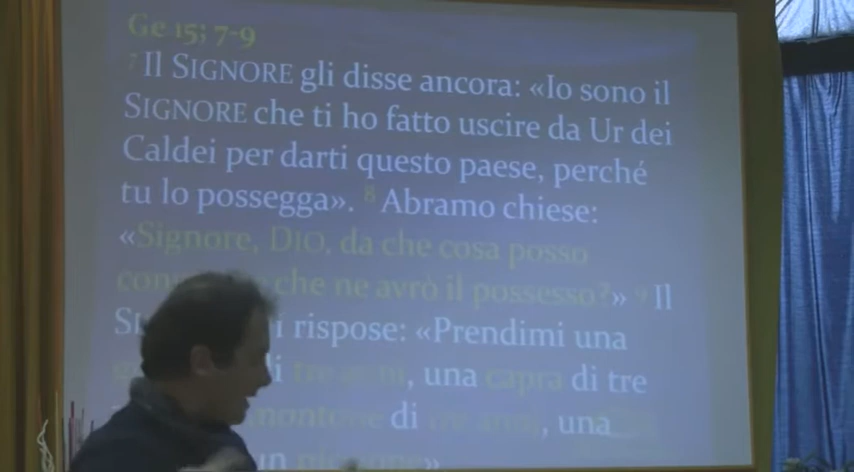 Ge 15; 7-9
7 Il SIGNORE gli disse ancora: «Io sono il
SIGNORE che ti ho fatto uscire da Ur dei
Caldei per darti questo paese, perché
tu lo possegga». 8 Abramo chiese:
«Signore, DIO, da che cosa posso
che ne avrò il possesso?» 9 Il
rispose: «Prendimi una
di tre anni, una capra di tre
montone di tre anni, una
un piccione»